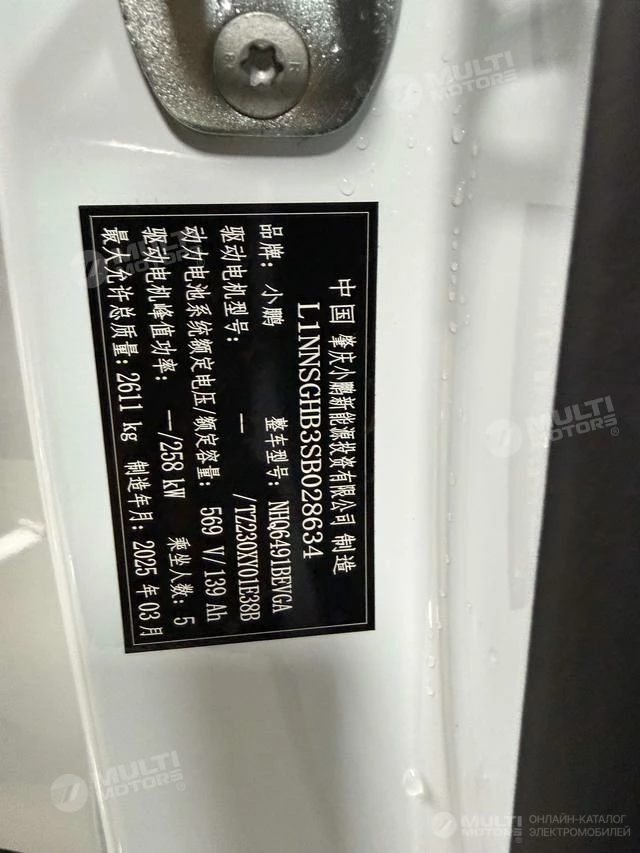 中国 肇庆小鹏新能源投资有限公司 制造
L1NNSGHB3SB028634
品牌: 小鹏 整车型号: NHQ6491BEVGA
驱动电机型号: —/TZ230XY01E38B
动力电池系统额定电压/额定容量: 569 V/139 Ah
驱动电机峰值功率: —/258 kW 乘坐人数: 5
最大允许总质量: 2611 kg 制造年月: 2025 年 03 月
MULTI MOTORS®
MULTI MOTORS®
MULTI MOTORS®
MULTI MOTORS®
MULTI MOTORS®
ОНЛАЙН-КАТАЛОГ
ЭЛЕКТРОМОБИЛЕЙ